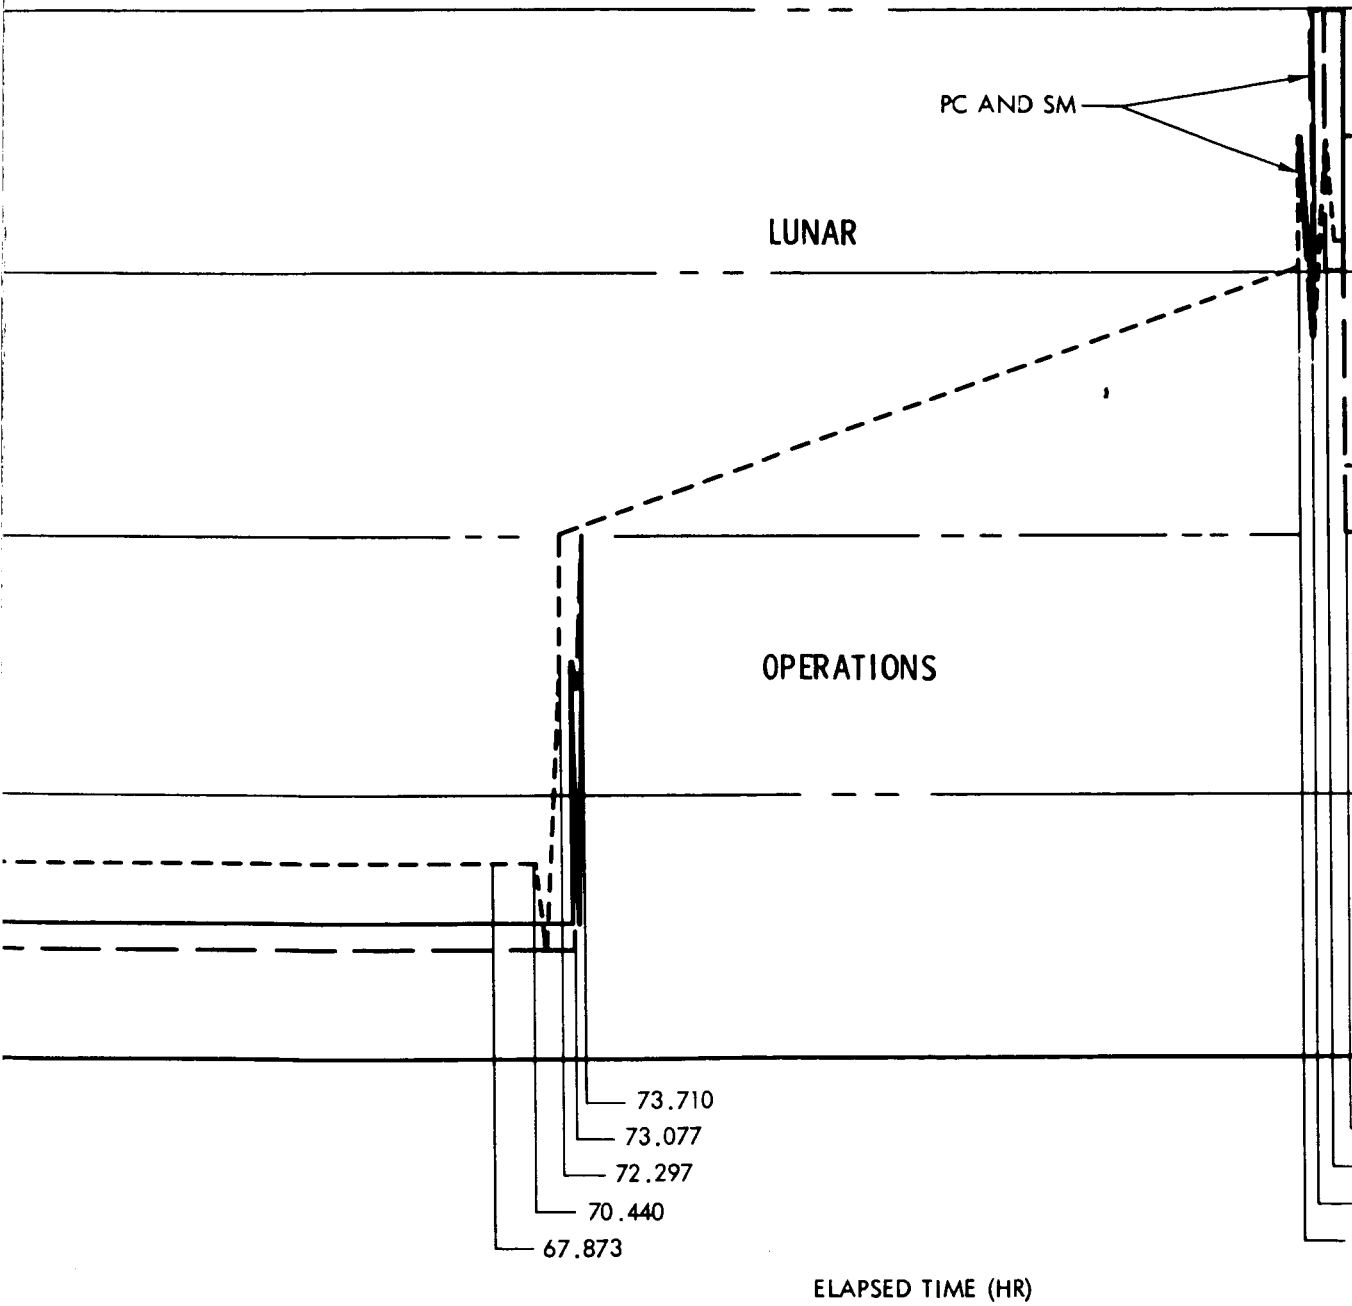 PC AND SM
LUNAR
OPERATIONS
73.710
73.077
72.297
70.440
67.873
ELAPSED TIME (HR)